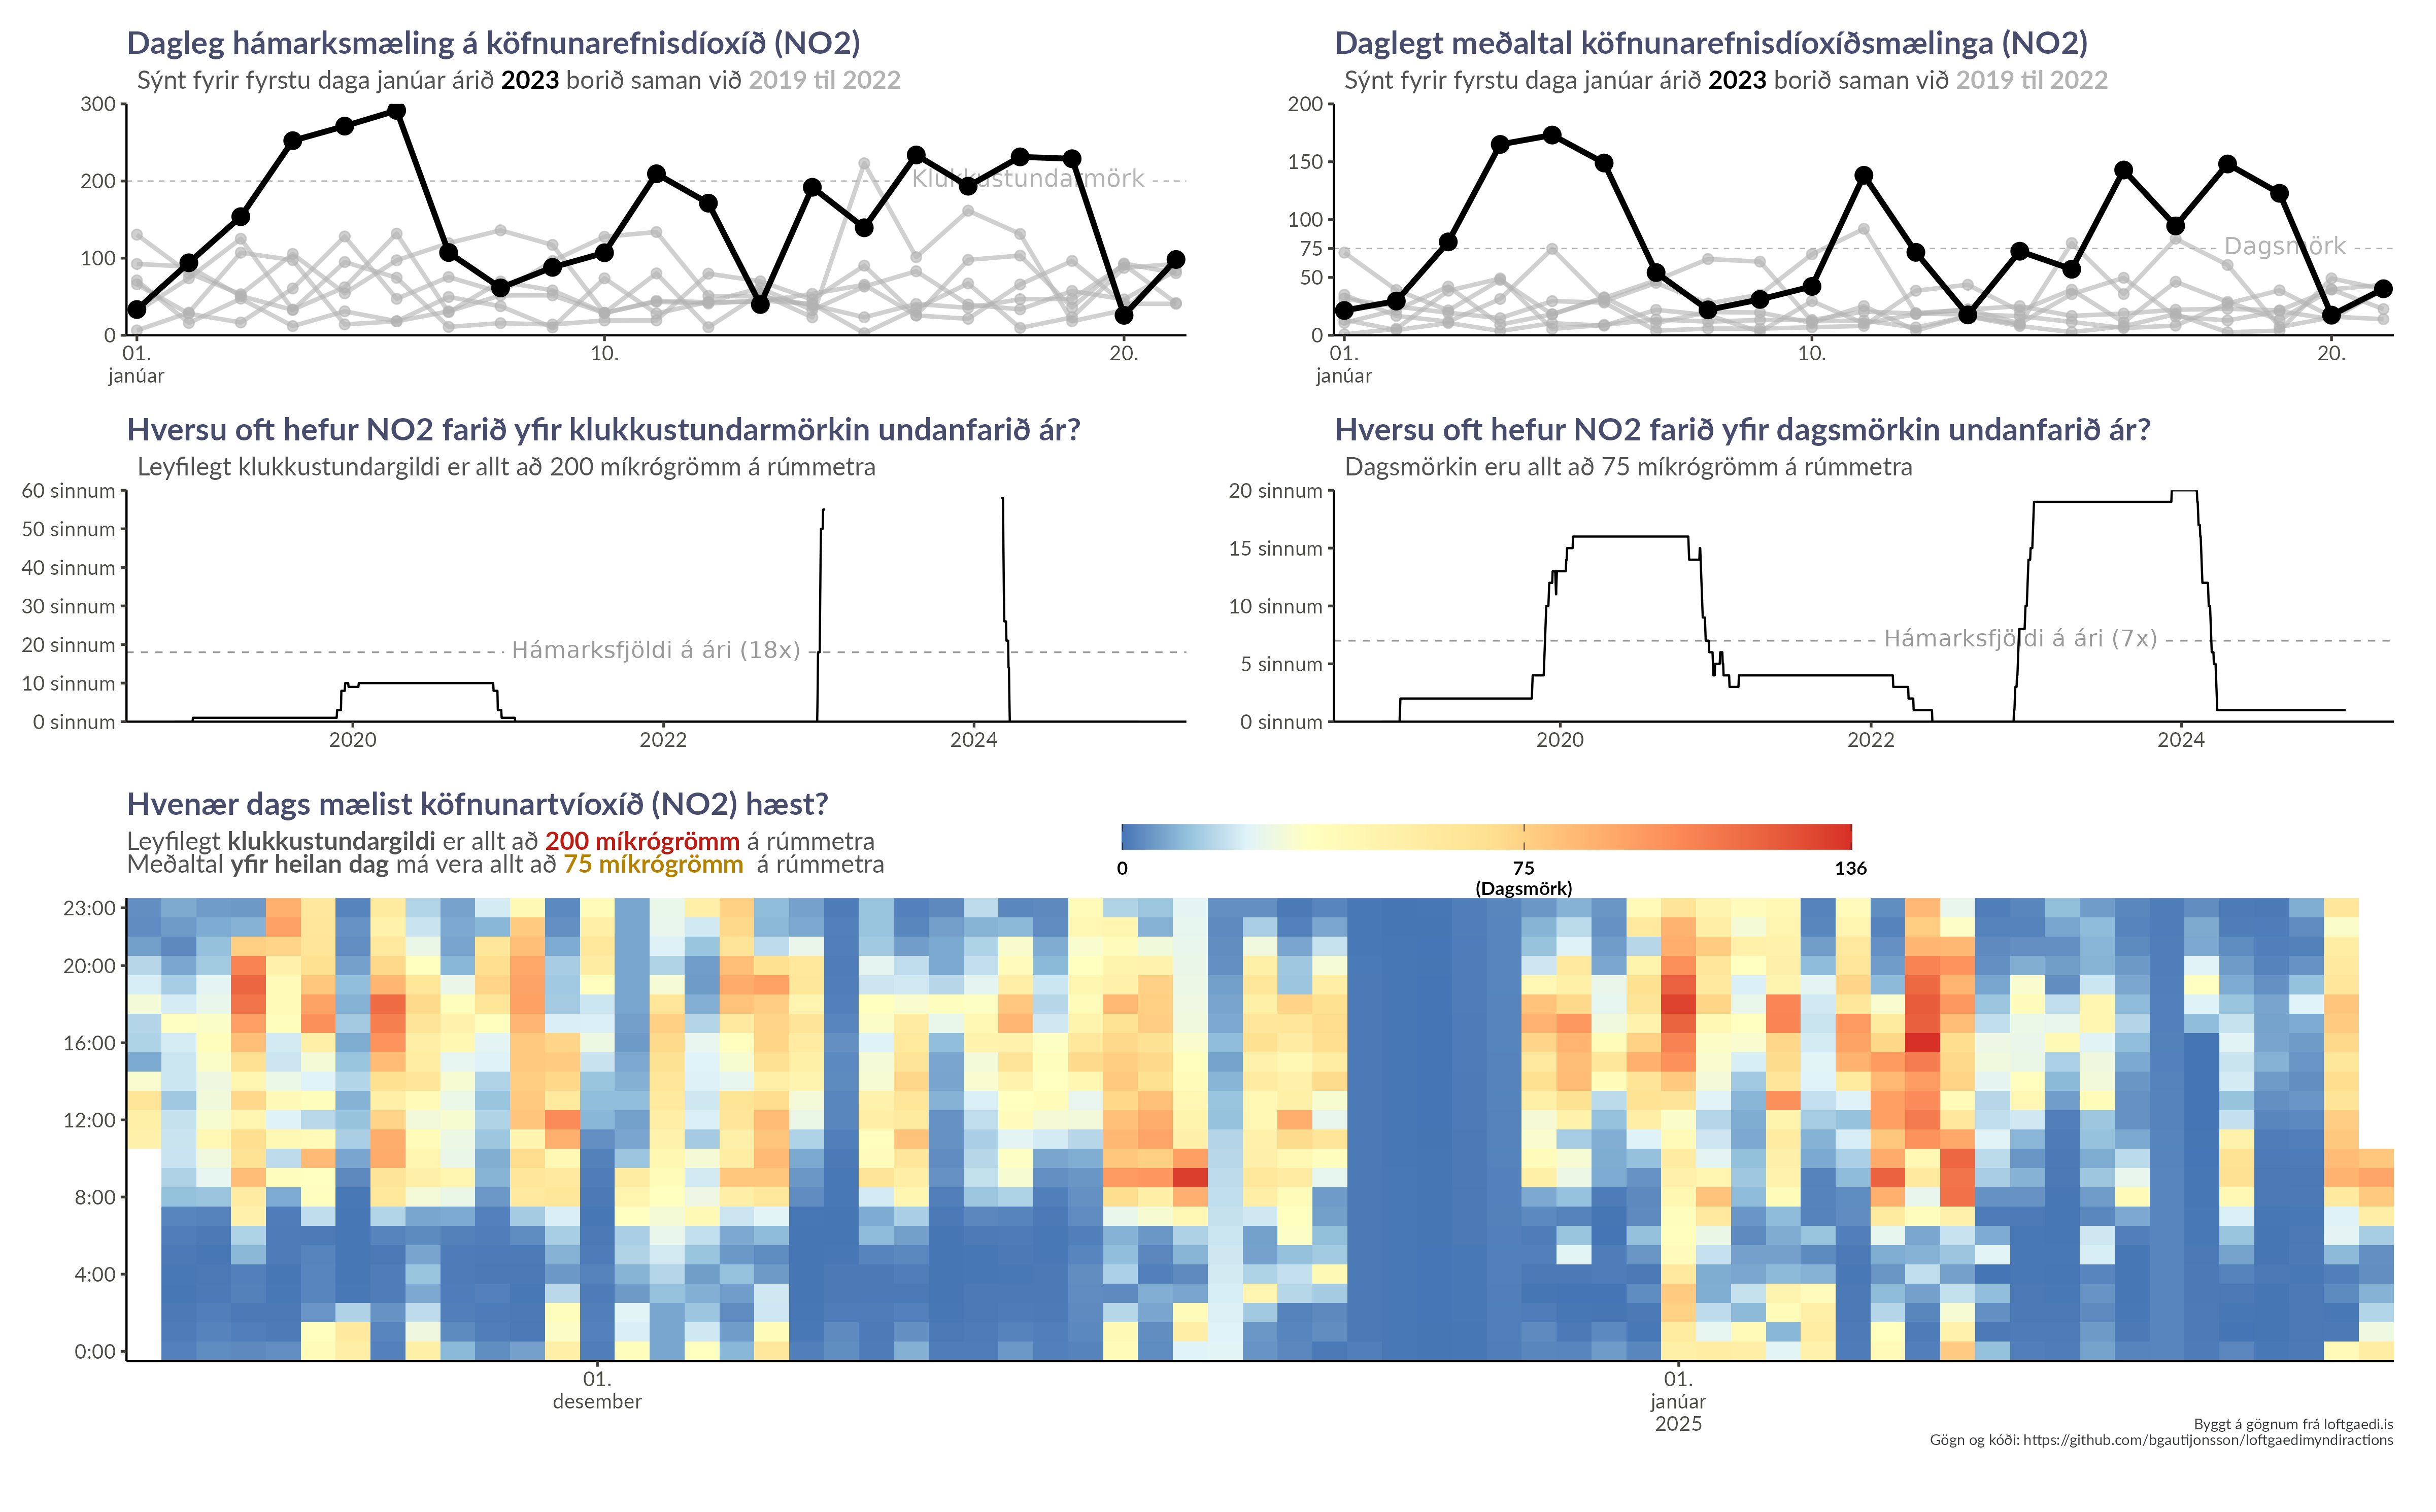 Dagleg hámarksmæling á köfnunarefnisdíoxíð (NO2)
Sýnt fyrir fyrstu daga janúar árið 2023 borið saman við 2019 til 2022
300
200
100
0
Klukkustundarmörk
01.
janúar
10.
20.
Daglegt meðaltal köfnunarefnisdíoxíðsmælinga (NO2)
Sýnt fyrir fyrstu daga janúar árið 2023 borið saman við 2019 til 2022
200
150
100
75
50
0
Dagsmörk
01.
janúar
10.
20.
Hversu oft hefur NO2 farið yfir klukkustundarmörkin undanfarið ár?
Leyfilegt klukkustundargildi er allt að 200 míkrógrömm á rúmmetra
60 sinnum
50 sinnum
40 sinnum
30 sinnum
20 sinnum
10 sinnum
0 sinnum
Hámarksfjöldi á ári (18x)
2020
2022
2024
Hversu oft hefur NO2 farið yfir dagsmörkin undanfarið ár?
Dagsmörkin eru allt að 75 míkrógrömm á rúmmetra
20 sinnum
15 sinnum
10 sinnum
5 sinnum
0 sinnum
Hámarksfjöldi á ári (7x)
2020
2022
2024
Hvenær dags mælist köfnunartvíoxíð (NO2) hæst?
Leyfilegt klukkustundargildi er allt að 200 míkrógrömm á rúmmetra
Meðaltal yfir heilan dag má vera allt að 75 míkrógrömm á rúmmetra
0
75
(Dagsmörk)
136
23:00
20:00
16:00
12:00
8:00
4:00
0:00
01.
desember
01.
janúar
2025
Byggt á gögnum frá loftgaedi.is
Gögn og kóði: https://github.com/bgautijonsson/loftgaedimyndiractions